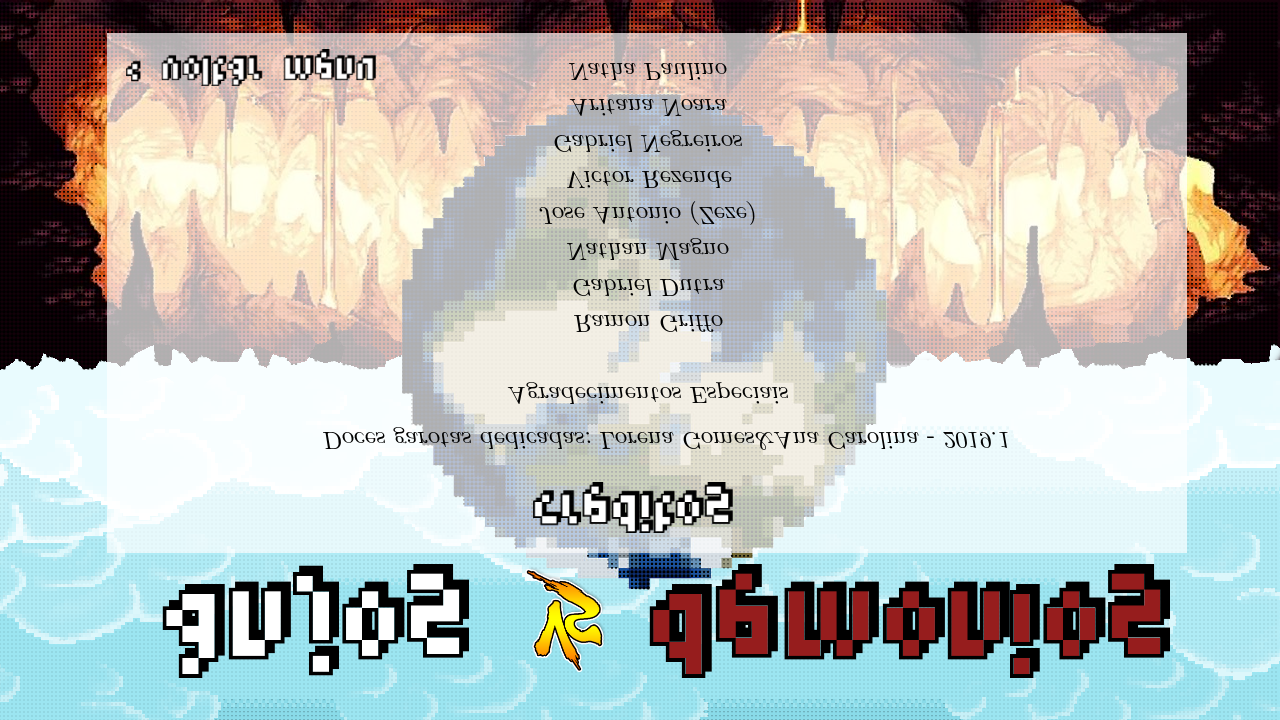 anjos VS demonios
creditos
Doces garotas dedicadas: Lorena Gomes&Ana Carolina - 2019.1
Agradecimentos Especiais
Ramon Griffo
Gabriel Dutra
Nathan Magno
Jose Antonio (Zeze)
Victor Rezende
Gabriel Negreiros
Aritana Noara
Natha Paulino
< voltar menu